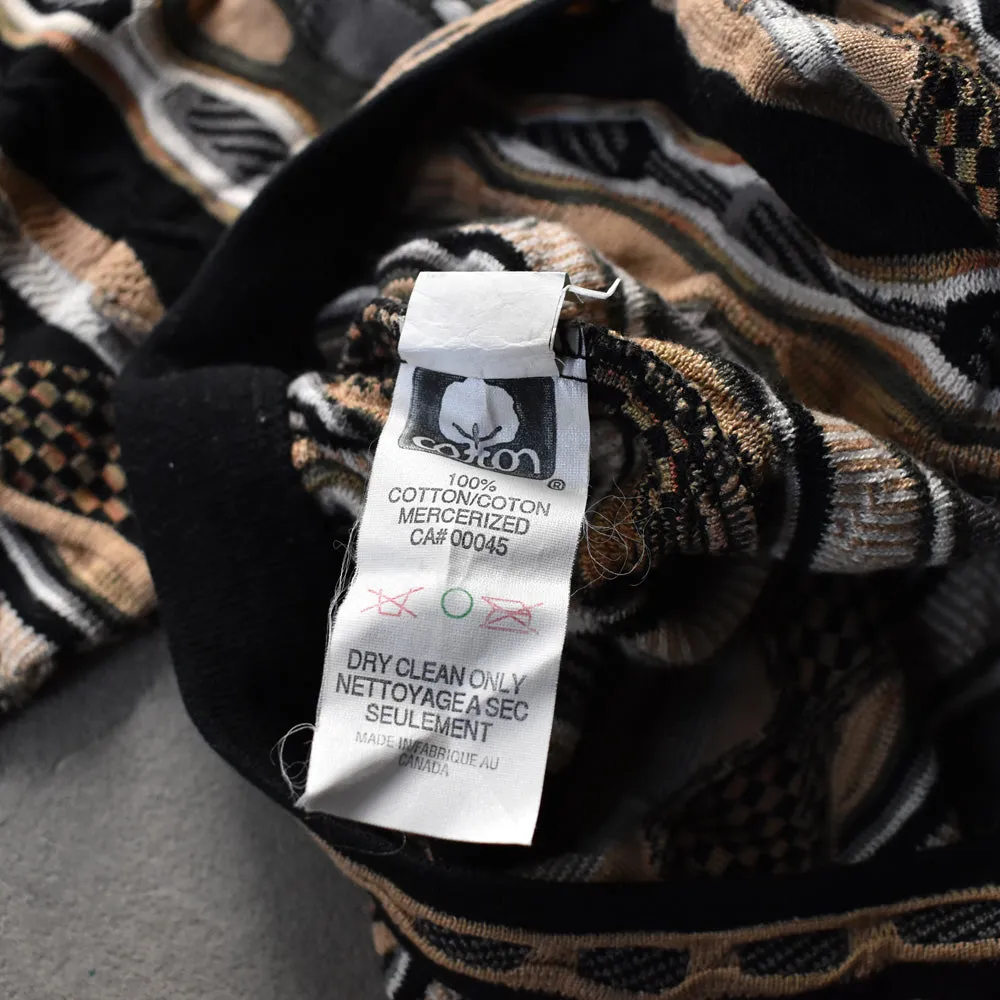 cotton
®
100%
COTTON/COTON
MERCERIZED
CA# 00045
DRY CLEAN ONLY
NETTOYAGE A SEC
SEULEMENT
MADE IN/FABRIQUE AU
CANADA